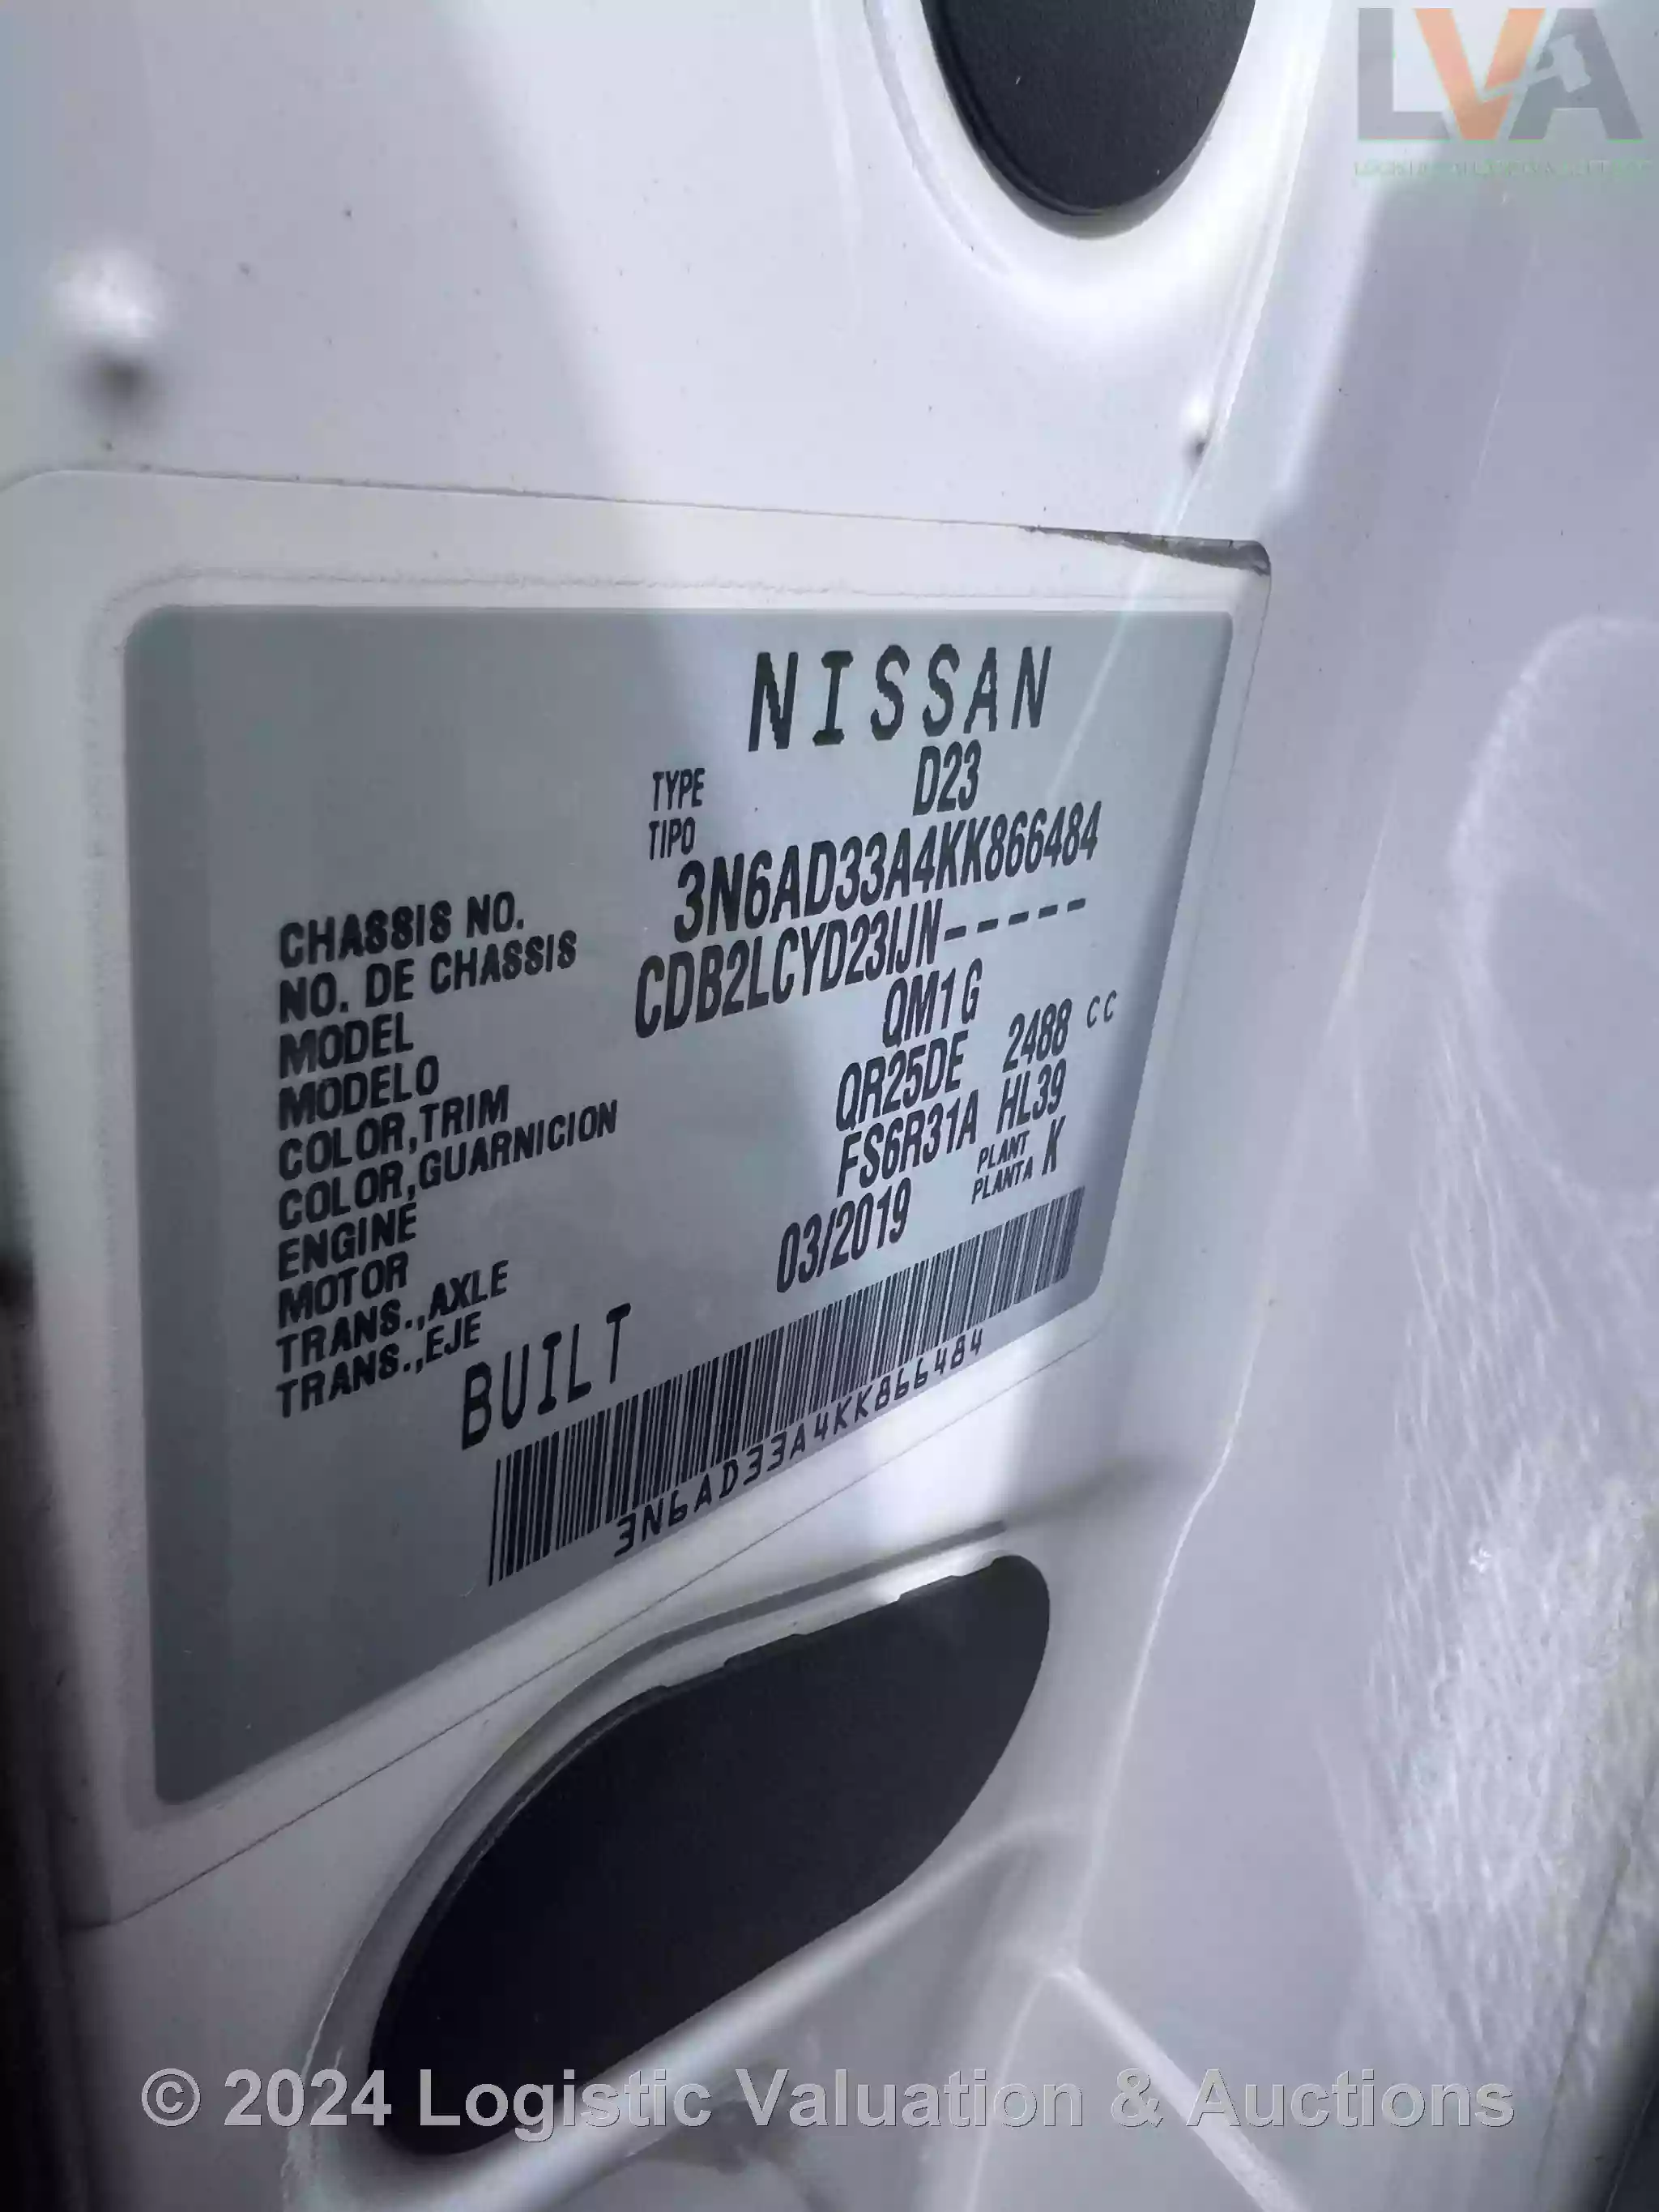 LVA
NISSAN
TYPE
TIPO
D23
CHASSIS NO.
NO. DE CHASSIS
3N6AD33A4KK866484
MODEL
MODELO
CDB2LCYD23IJN-----
COLOR,TRIM
COLOR,GUARNICION
QM1 G
ENGINE
MOTOR
QR25DE 2488 CC
TRANS.,AXLE
TRANS.,EJE
FS6R31A HL39
BUILT 03/2019
PLANT
PLANTA
K
3N6AD33A4KK866484
© 2024 Logistic Valuation & Auctions